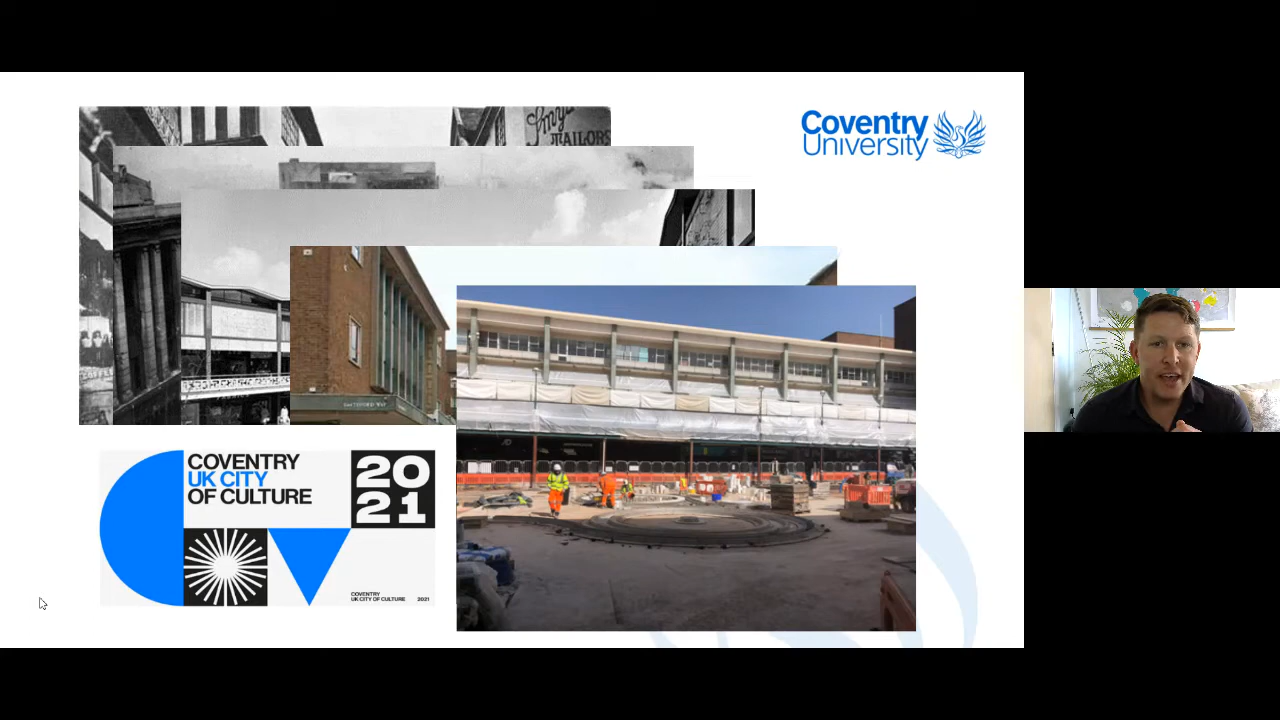 TAILORS
Coventry
University
COVENTRY
UK CITY
OF CULTURE
20
21
COVENTRY
UK CITY OF CULTURE 2021